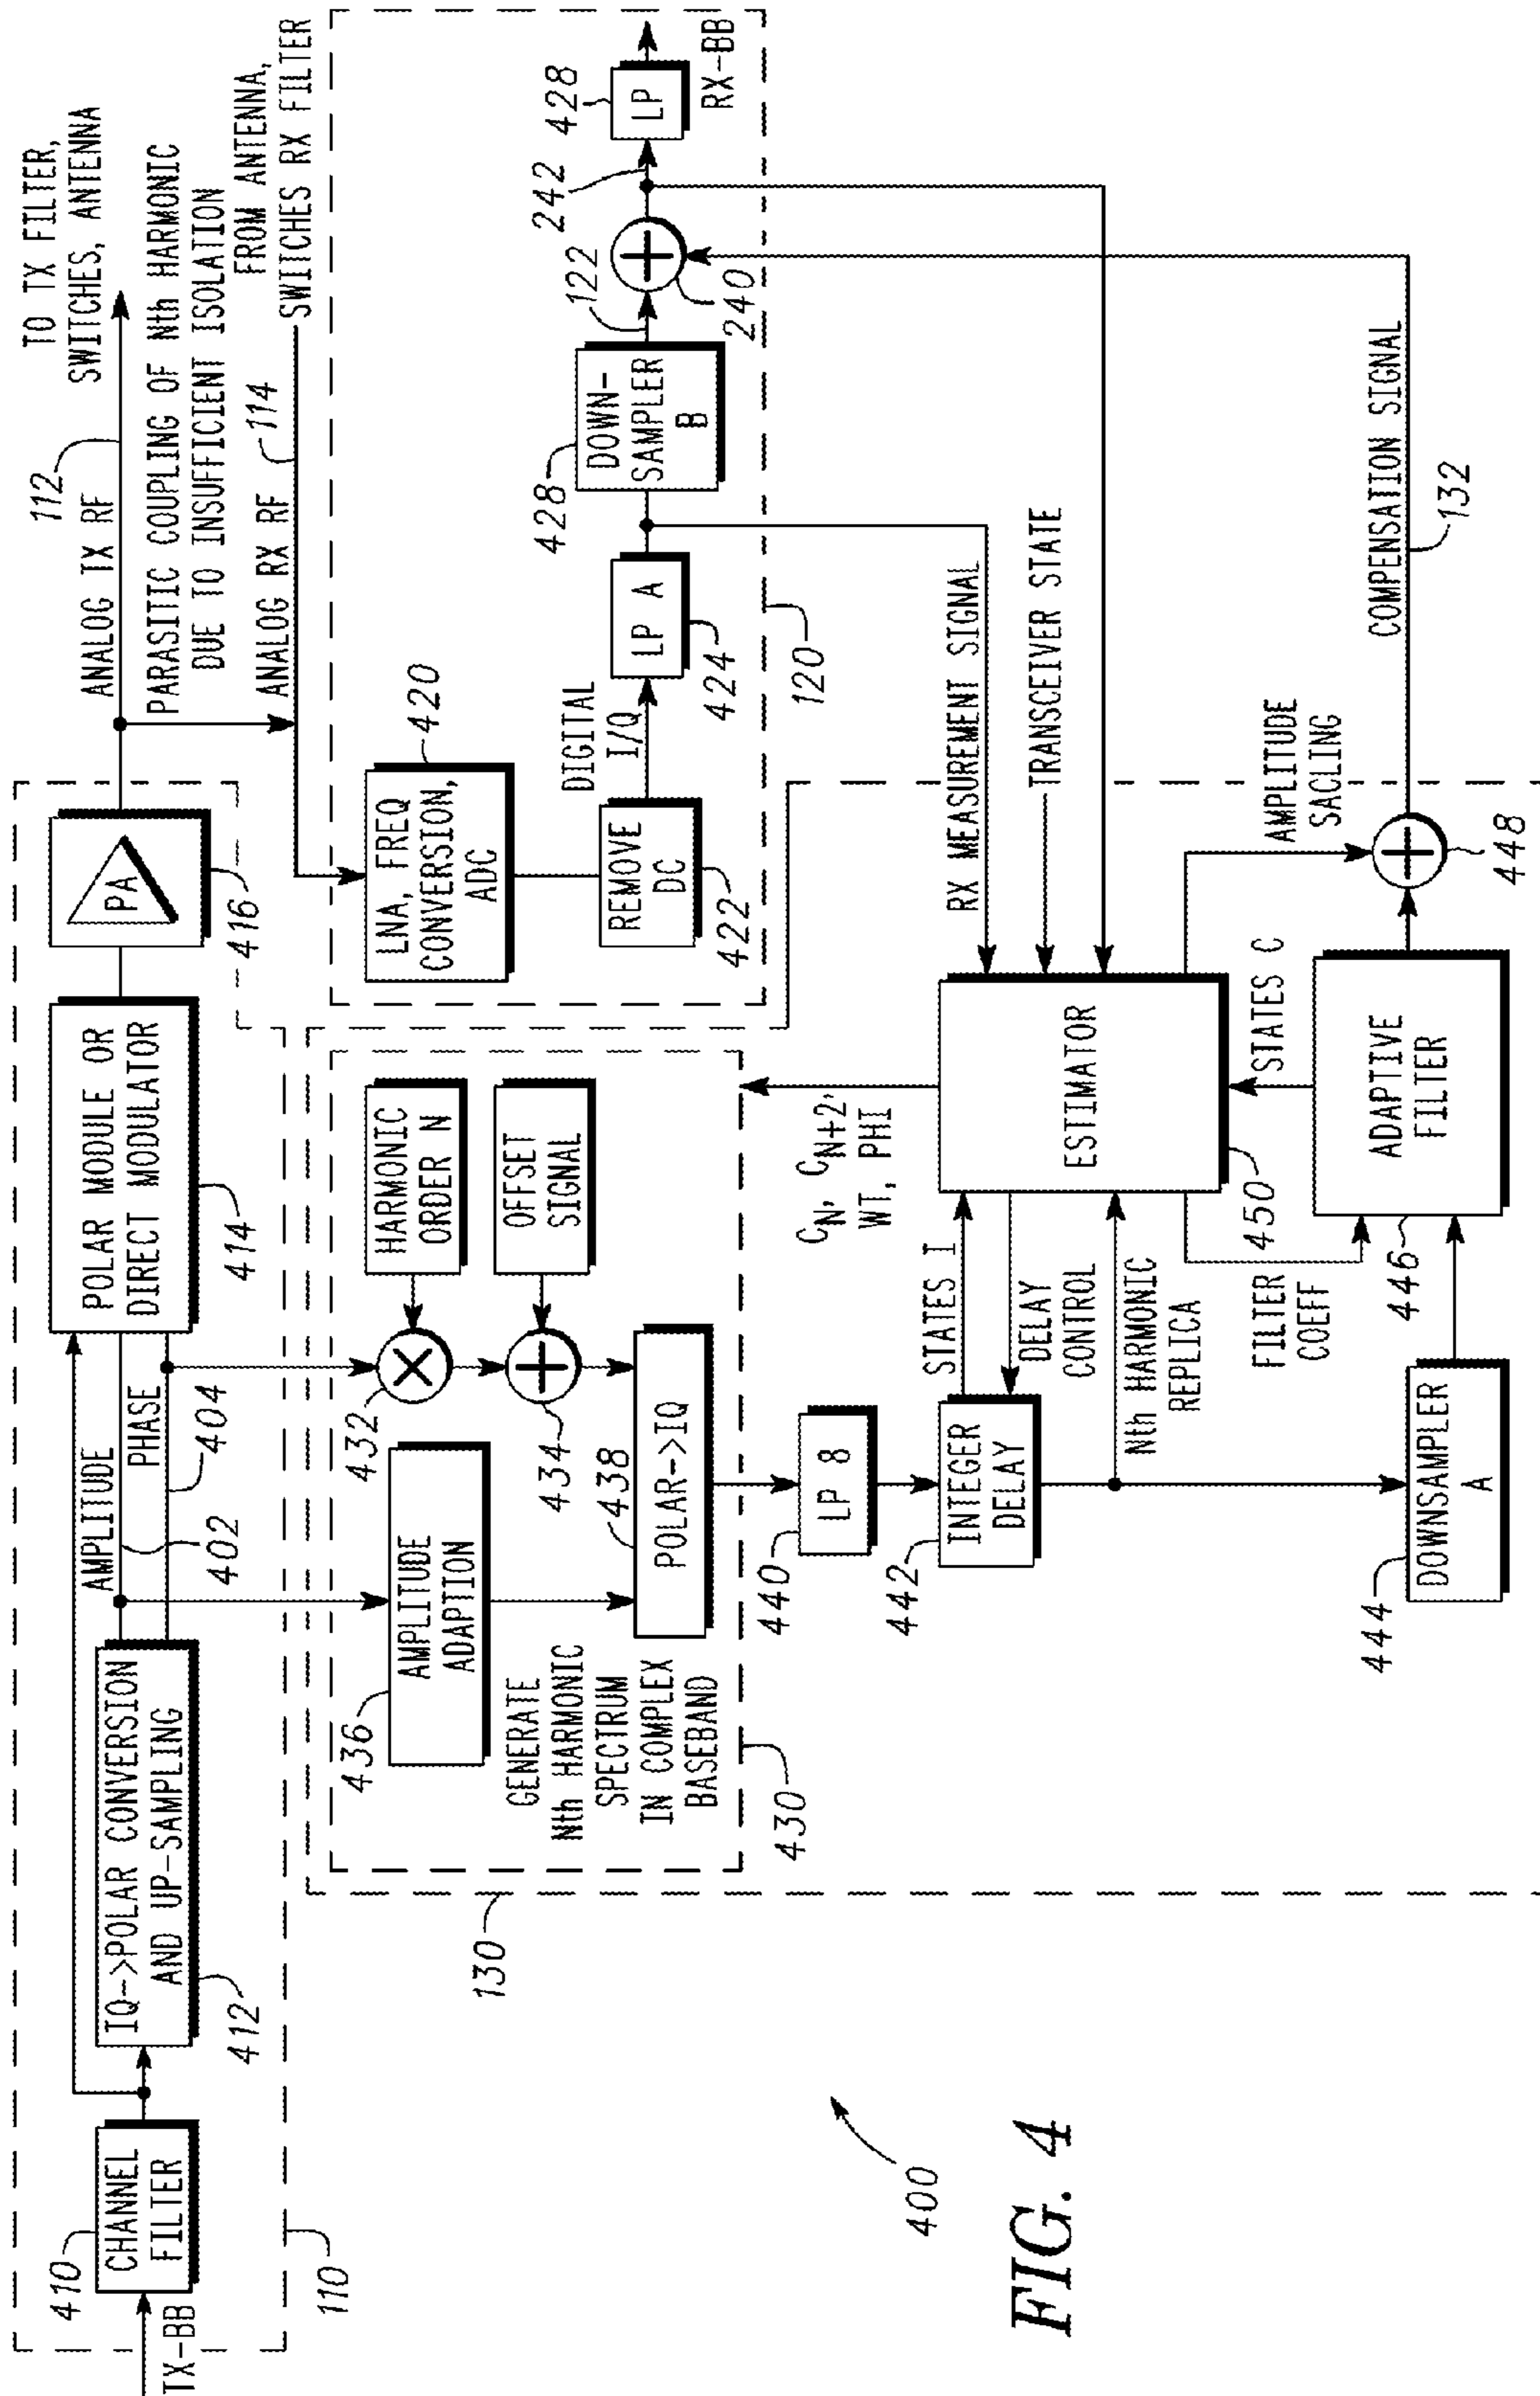 TX-BB
410
CHANNEL
FILTER
110
IQ->POLAR CONVERSION
AND UP-SAMPLING
412
AMPLITUDE
PHASE
402
404
POLAR MODULE OR
DIRECT MODULATOR
414
PA
416
ANALOG TX RF
112
TO TX FILTER,
SWITCHES, ANTENNA
PARASITIC COUPLING OF Nth HARMONIC
DUE TO INSUFFICIENT ISOLATION
ANALOG RX RF
114
FROM ANTENNA,
SWITCHES RX FILTER
130
436
AMPLITUDE
ADAPTION
432
HARMONIC
ORDER N
434
OFFSET
SIGNAL
438
POLAR->IQ
GENERATE
Nth HARMONIC
SPECTRUM
IN COMPLEX
BASEBAND
430
LNA, FREQ
CONVERSION,
ADC
420
REMOVE
DC
422
DIGITAL
I/Q
LP A
424
428
DOWN-
SAMPLER
B
122
240
242
428
LP
RX-BB
120
440
LP 8
442
INTEGER
DELAY
STATES I
DELAY
CONTROL
Nth HARMONIC
REPLICA
CN, CN+2,
WT, PHI
ESTIMATOR
450
RX MEASUREMENT SIGNAL
TRANSCEIVER STATE
FILTER
COEFF
STATES C
AMPLITUDE
SACLING
444
DOWNSAMPLER
A
446
ADAPTIVE
FILTER
448
COMPENSATION SIGNAL
132
400
FIG. 4